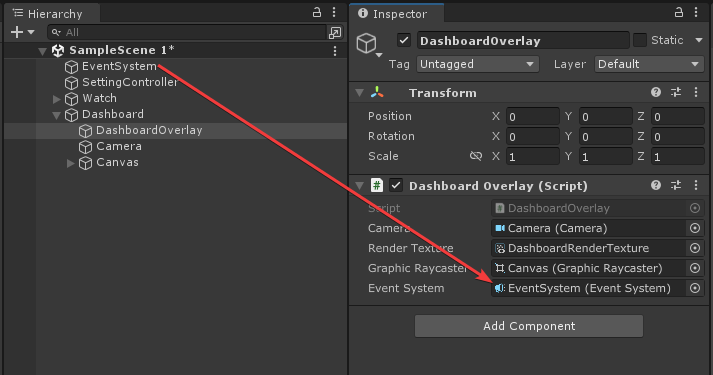 Hierarchy
All
SampleScene 1*
EventSystem
SettingController
Watch
Dashboard
DashboardOverlay
Camera
Canvas
Inspector
DashboardOverlay
Static
Tag Untagged Layer Default
Transform
Position X 0 Y 0 Z 0
Rotation X 0 Y 0 Z 0
Scale X 1 Y 1 Z 1
# Dashboard Overlay (Script)
Script DashboardOverlay
Camera Camera (Camera)
Render Texture DashboardRenderTexture
Graphic Raycaster Canvas (Graphic Raycaster)
Event System EventSystem (Event System)
Add Component